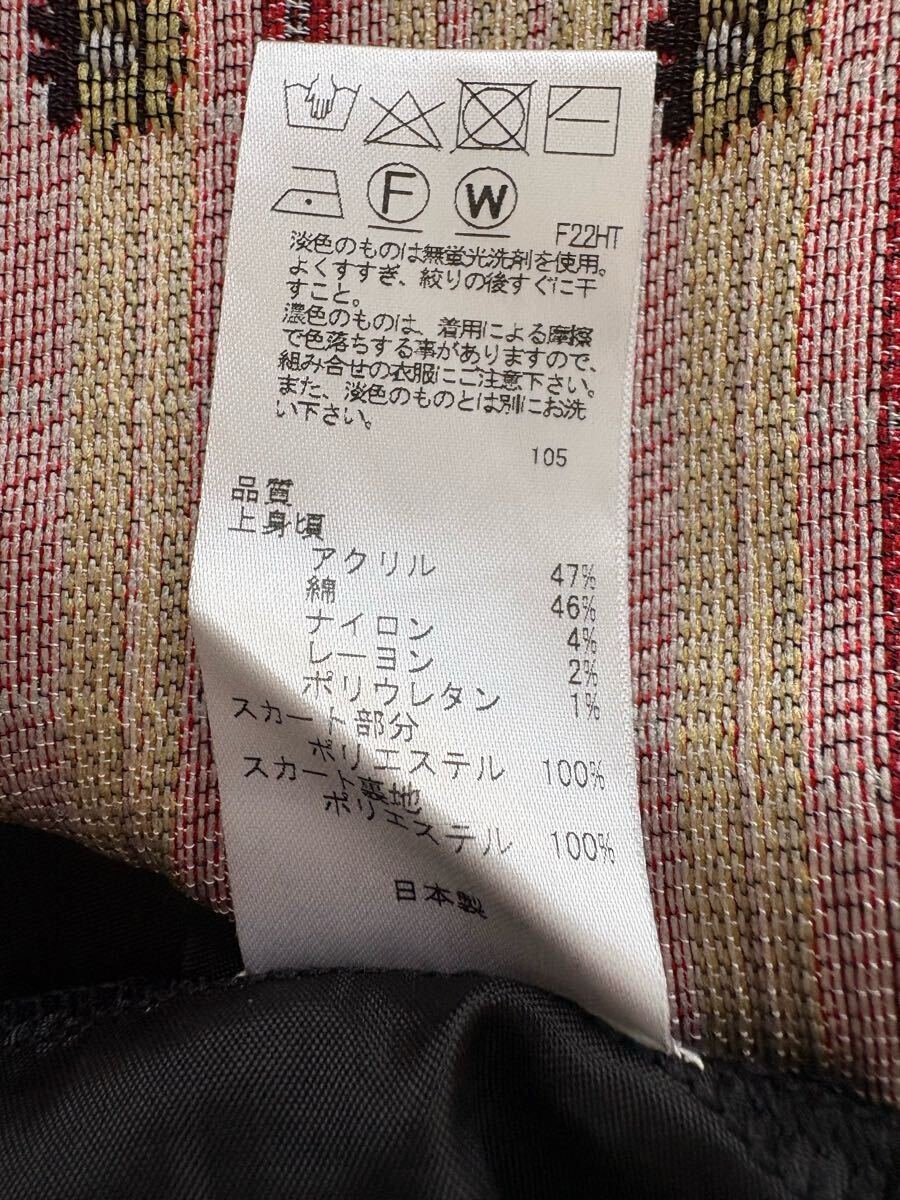 F W
F22HT
淡色のものは無蛍光洗剤を使用。
よくすすぎ、絞りの後すぐに干
すこと。
濃色のものは、着用による摩擦
で色落ちする事がありますので、
組み合せの衣服にご注意下さい。
また、淡色のものとは別にお洗
い下さい。
105
品質
上身頃
アクリル 47%
綿 46%
ナイロン 4%
レーヨン 2%
ポリウレタン 1%
スカート部分
ポリエステル 100%
スカート裏地
ポリエステル 100%
日本製